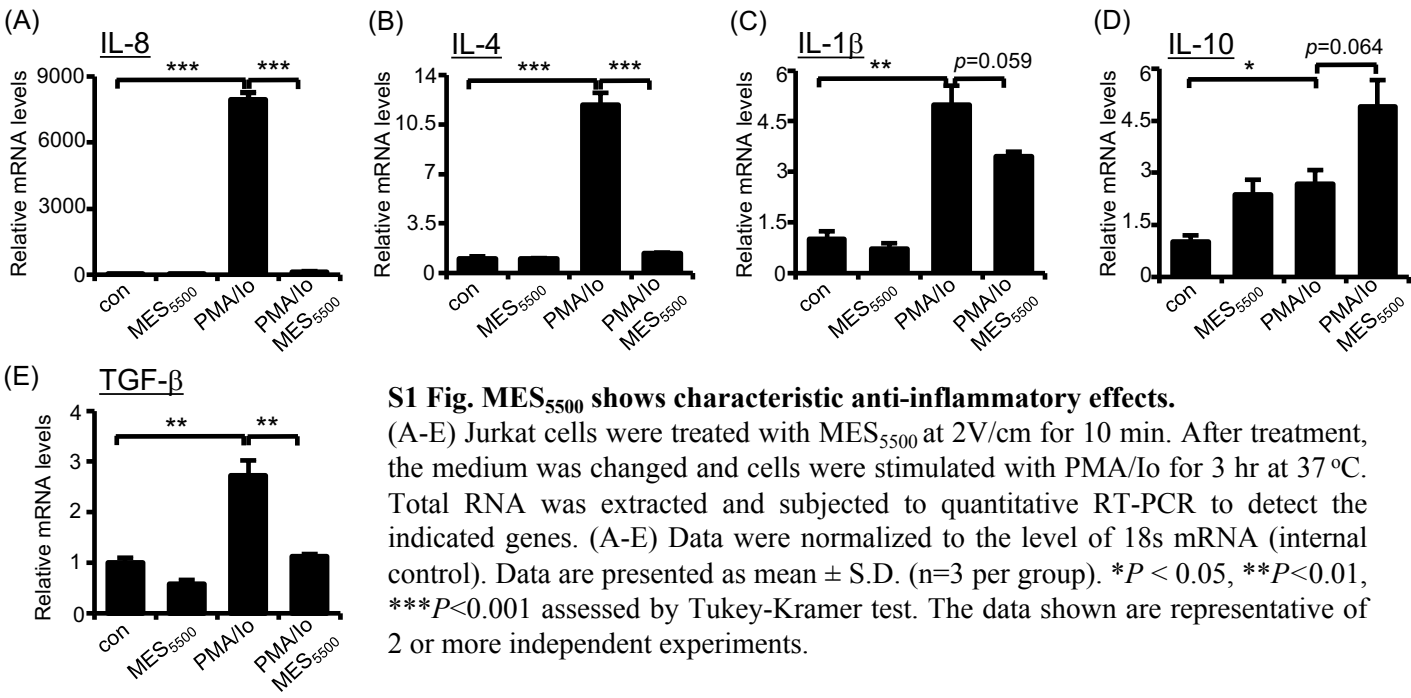 (A)
IL-8
*** ***
9000
6000
3000
0
Relative mRNA levels
con
MES5500
PMA/Io
PMA/Io
MES5500
(B)
IL-4
*** ***
14
10.5
7
3.5
0
Relative mRNA levels
con
MES5500
PMA/Io
PMA/Io
MES5500
(C)
IL-1β
** p=0.059
6
4.5
3
1.5
0
Relative mRNA levels
con
MES5500
PMA/Io
PMA/Io
MES5500
(D)
IL-10
* p=0.064
6
4.5
3
1.5
0
Relative mRNA levels
con
MES5500
PMA/Io
PMA/Io
MES5500
(E)
TGF-β
** **
4
3
2
1
0
Relative mRNA levels
con
MES5500
PMA/Io
PMA/Io
MES5500
S1 Fig. MES5500 shows characteristic anti-inflammatory effects.
(A-E) Jurkat cells were treated with MES5500 at 2V/cm for 10 min. After treatment,
the medium was changed and cells were stimulated with PMA/Io for 3 hr at 37 °C.
Total RNA was extracted and subjected to quantitative RT-PCR to detect the
indicated genes. (A-E) Data were normalized to the level of 18s mRNA (internal
control). Data are presented as mean ± S.D. (n=3 per group). *P < 0.05, **P<0.01,
***P<0.001 assessed by Tukey-Kramer test. The data shown are representative of
2 or more independent experiments.